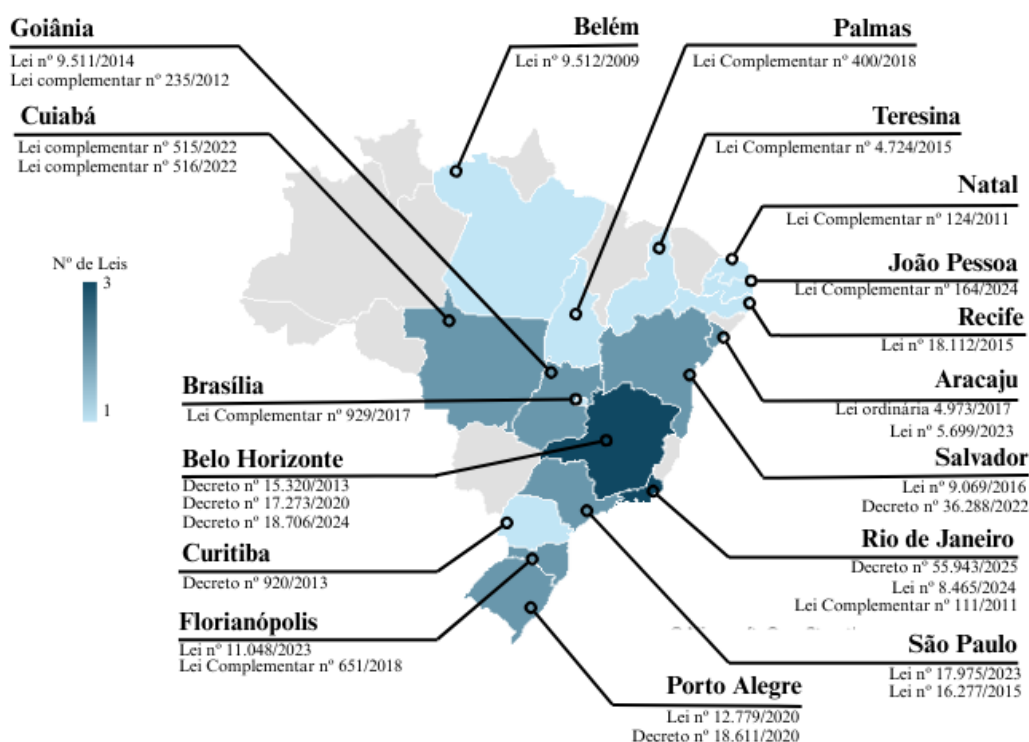 Goiânia
Lei nº 9.511/2014
Lei complementar nº 235/2012
Belém
Lei nº 9.512/2009
Palmas
Lei Complementar nº 400/2018
Cuiabá
Lei complementar nº 515/2022
Lei complementar nº 516/2022
Teresina
Lei Complementar nº 4.724/2015
Natal
Lei Complementar nº 124/2011
João Pessoa
Lei Complementar nº 164/2024
Recife
Lei nº 18.112/2015
Aracaju
Lei ordinária 4.973/2017
Lei nº 5.699/2023
Salvador
Lei nº 9.069/2016
Decreto nº 36.288/2022
Rio de Janeiro
Decreto nº 55.943/2025
Lei nº 8.465/2024
Lei Complementar nº 111/2011
São Paulo
Lei nº 17.975/2023
Lei nº 16.277/2015
Porto Alegre
Lei nº 12.779/2020
Decreto nº 18.611/2020
Nº de Leis
3
1
Brasília
Lei Complementar nº 929/2017
Belo Horizonte
Decreto nº 15.320/2013
Decreto nº 17.273/2020
Decreto nº 18.706/2024
Curitiba
Decreto nº 920/2013
Florianópolis
Lei nº 11.048/2023
Lei Complementar nº 651/2018